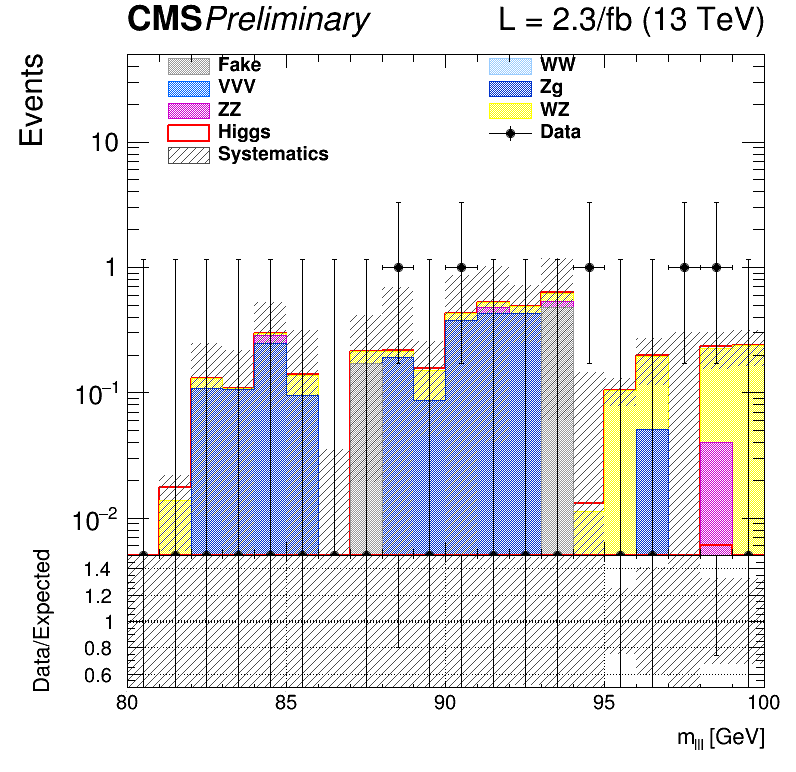 CMS Preliminary L = 2.3/fb (13 TeV)
Events
Fake WW
VVV Zg
ZZ WZ
Higgs Data
Systematics
10
1
10⁻¹
10⁻²
Data/Expected
1.4
1.2
1
0.8
0.6
80 85 90 95 100
m_lll [GeV]